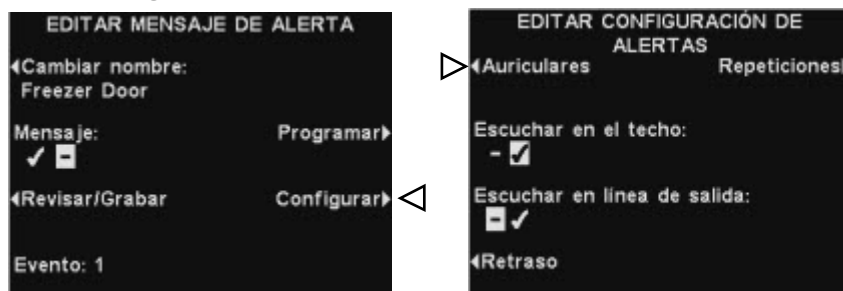 EDITAR MENSAJE DE ALERTA
Cambiar nombre:
Freezer Door
Mensaje:
Programar
✓ -
Revisar/Grabar
Configurar
Evento: 1
EDITAR CONFIGURACIÓN DE
ALERTAS
Auriculares
Repeticiones
Escuchar en el techo:
- ✓
Escuchar en línea de salida:
- ✓
Retraso